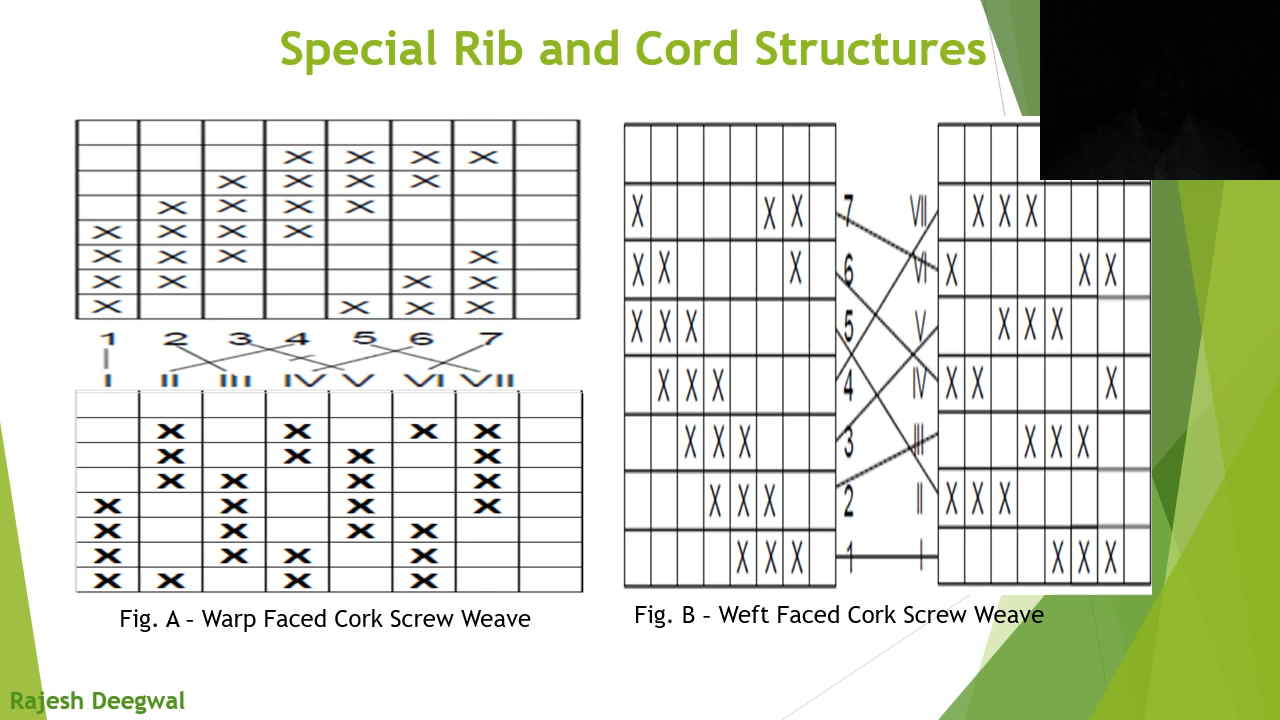 Special Rib and Cord Structures
X X X X
X X X X
X X X X
X X X X
X X X X
X X X X
X X X X
1 2 3 4 5 6 7
I II III IV V VI VII
X X X X
X X X X
X X X X
X X X X
X X X X
X X X X
X X X X
Fig. A – Warp Faced Cork Screw Weave
X X X 7 VII X X X
X X X 6 VI X X X
X X X 5 V X X X
X X X 4 IV X X X
X X X 3 III X X X
X X X 2 II X X X
X X X 1 I X X X
Fig. B – Weft Faced Cork Screw Weave
Rajesh Deegwal